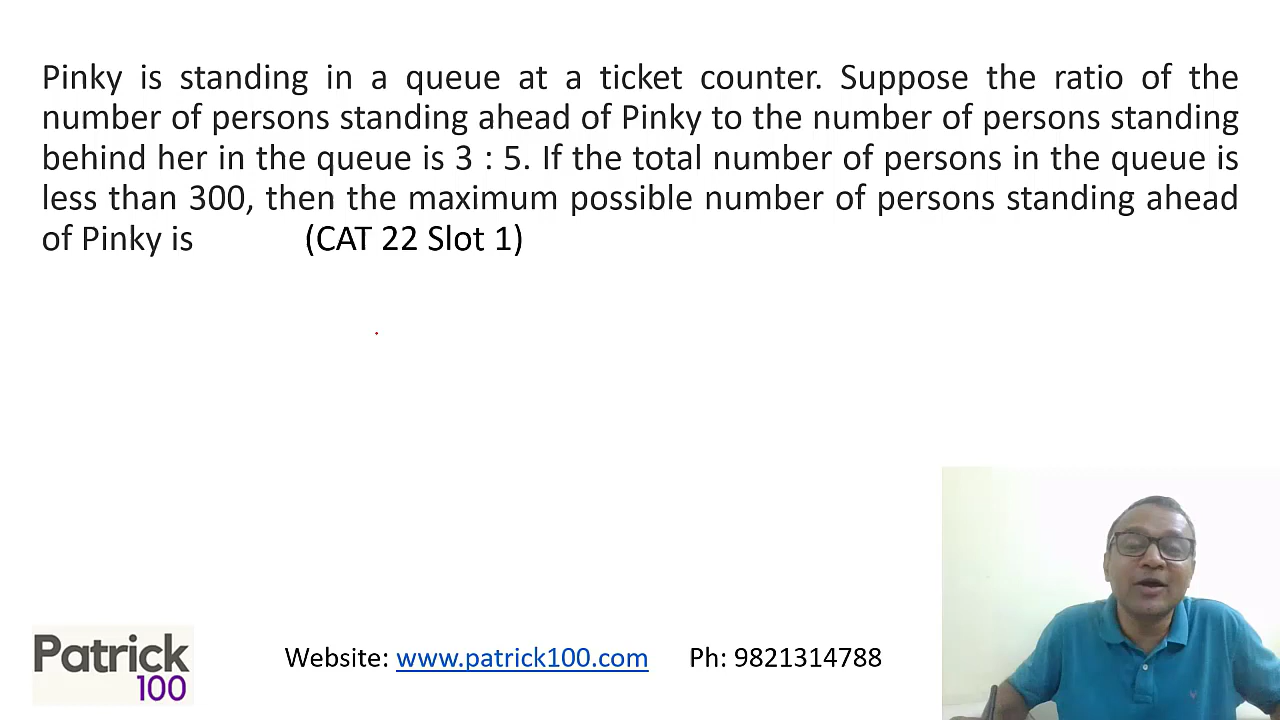 Pinky is standing in a queue at a ticket counter. Suppose the ratio of the
number of persons standing ahead of Pinky to the number of persons standing
behind her in the queue is 3 : 5. If the total number of persons in the queue is
less than 300, then the maximum possible number of persons standing ahead
of Pinky is (CAT 22 Slot 1)
Patrick
100
Website: www.patrick100.com Ph: 9821314788